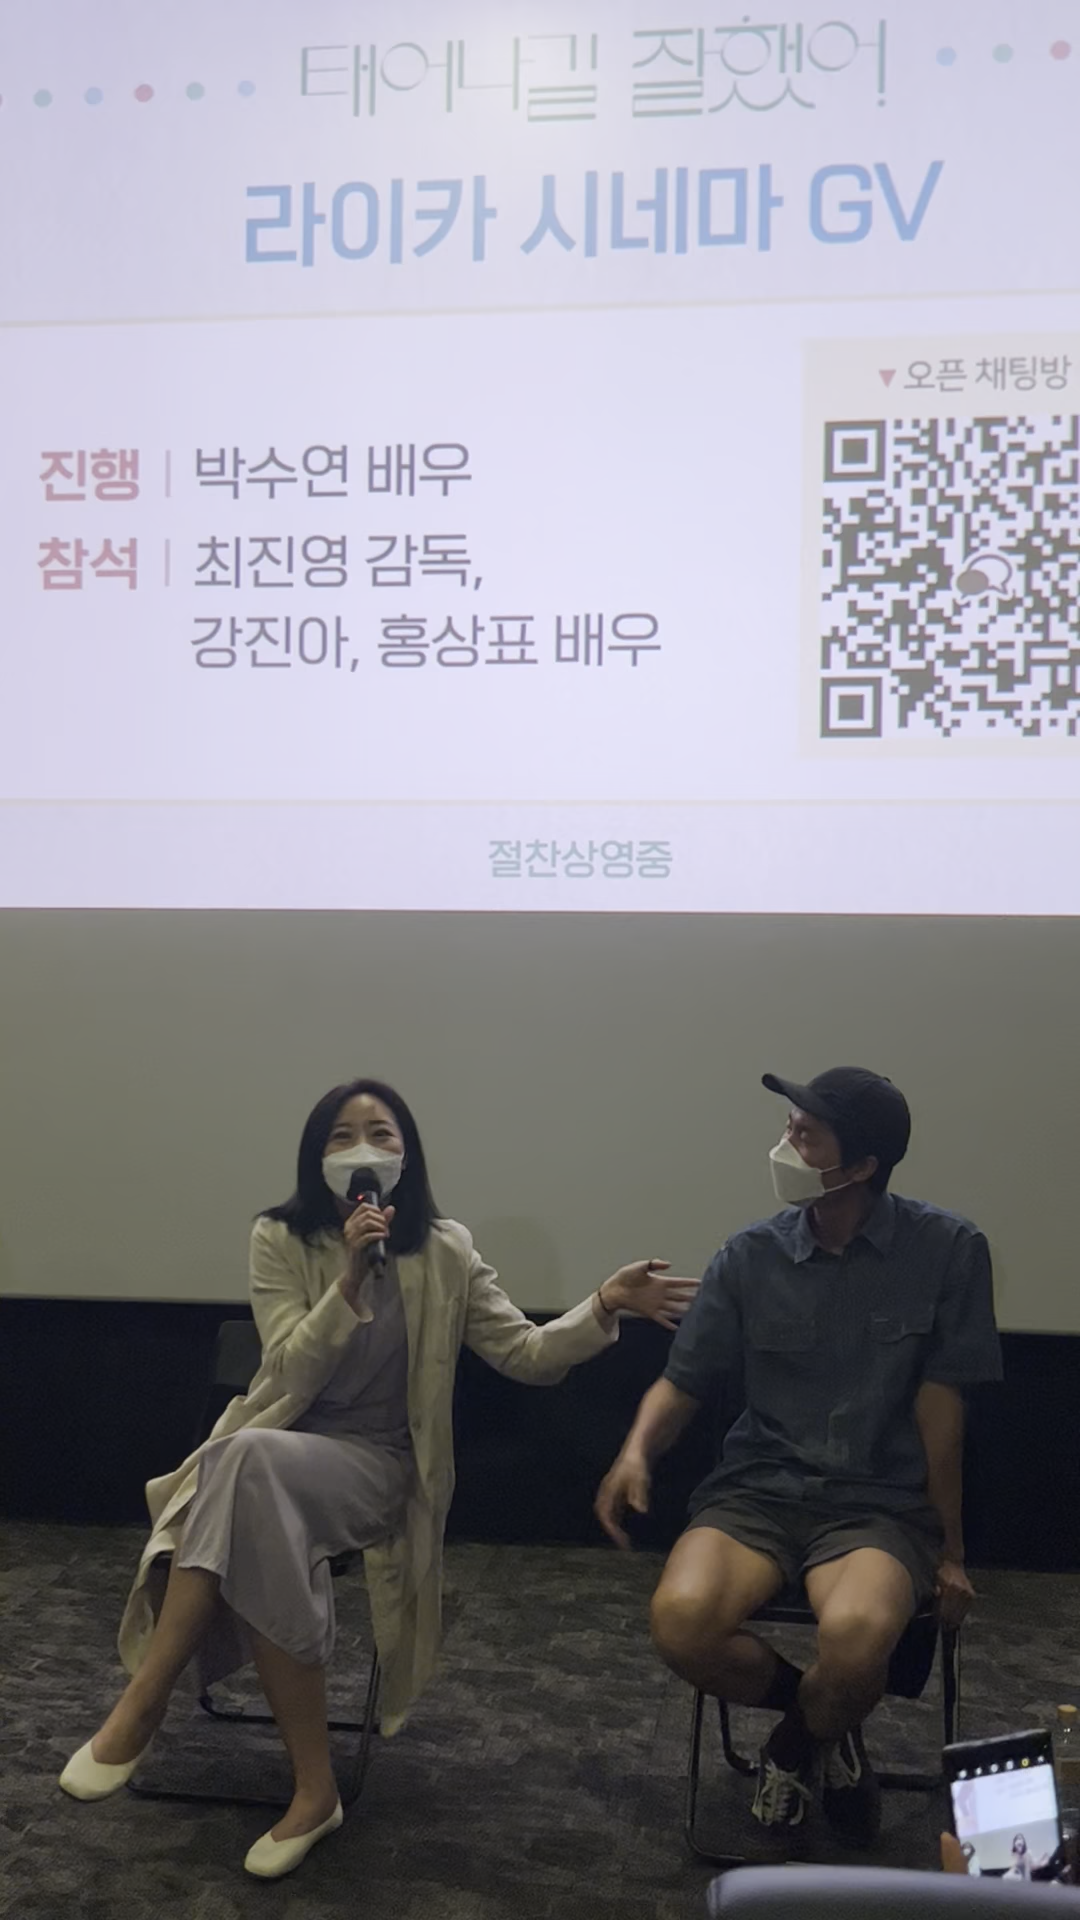 태어나길 잘했어!
라이카 시네마 GV
▼오픈 채팅방
진행 | 박수연 배우
참석 | 최진영 감독,
강진아, 홍상표 배우
절찬상영중